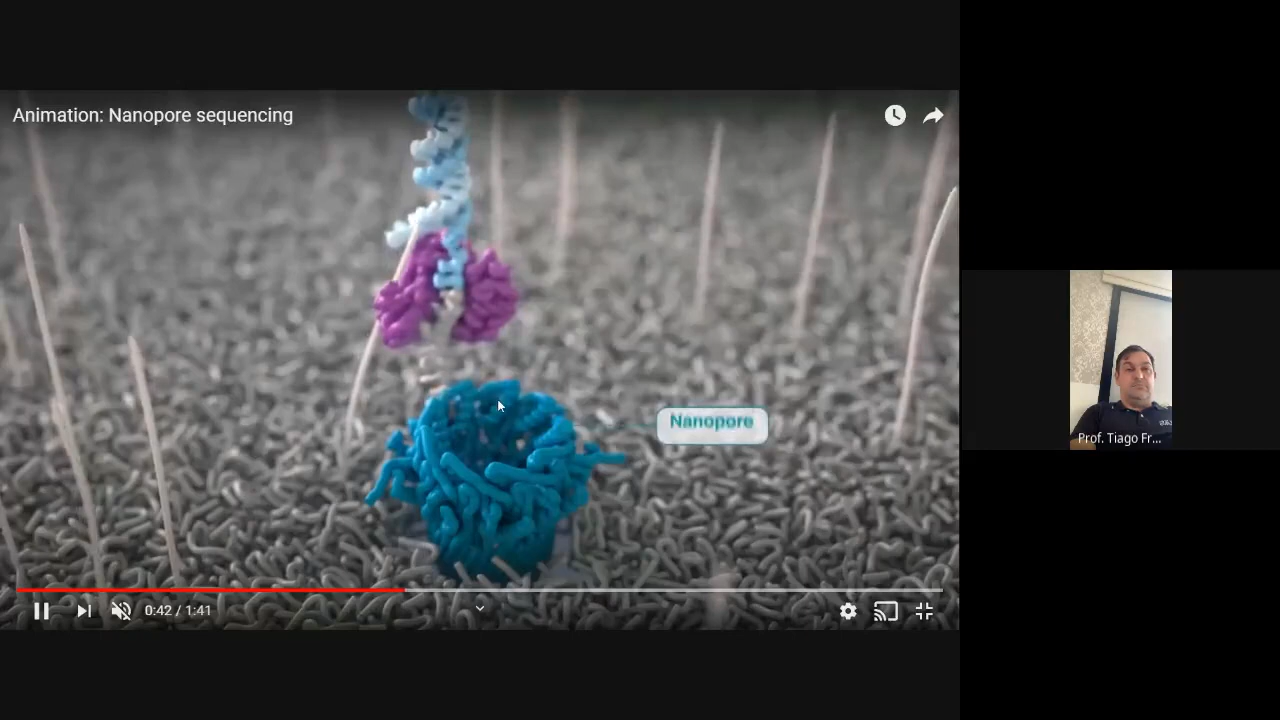 Animation: Nanopore sequencing
Nanopore
Prof. Tiago Fr...
0:42 / 1:41